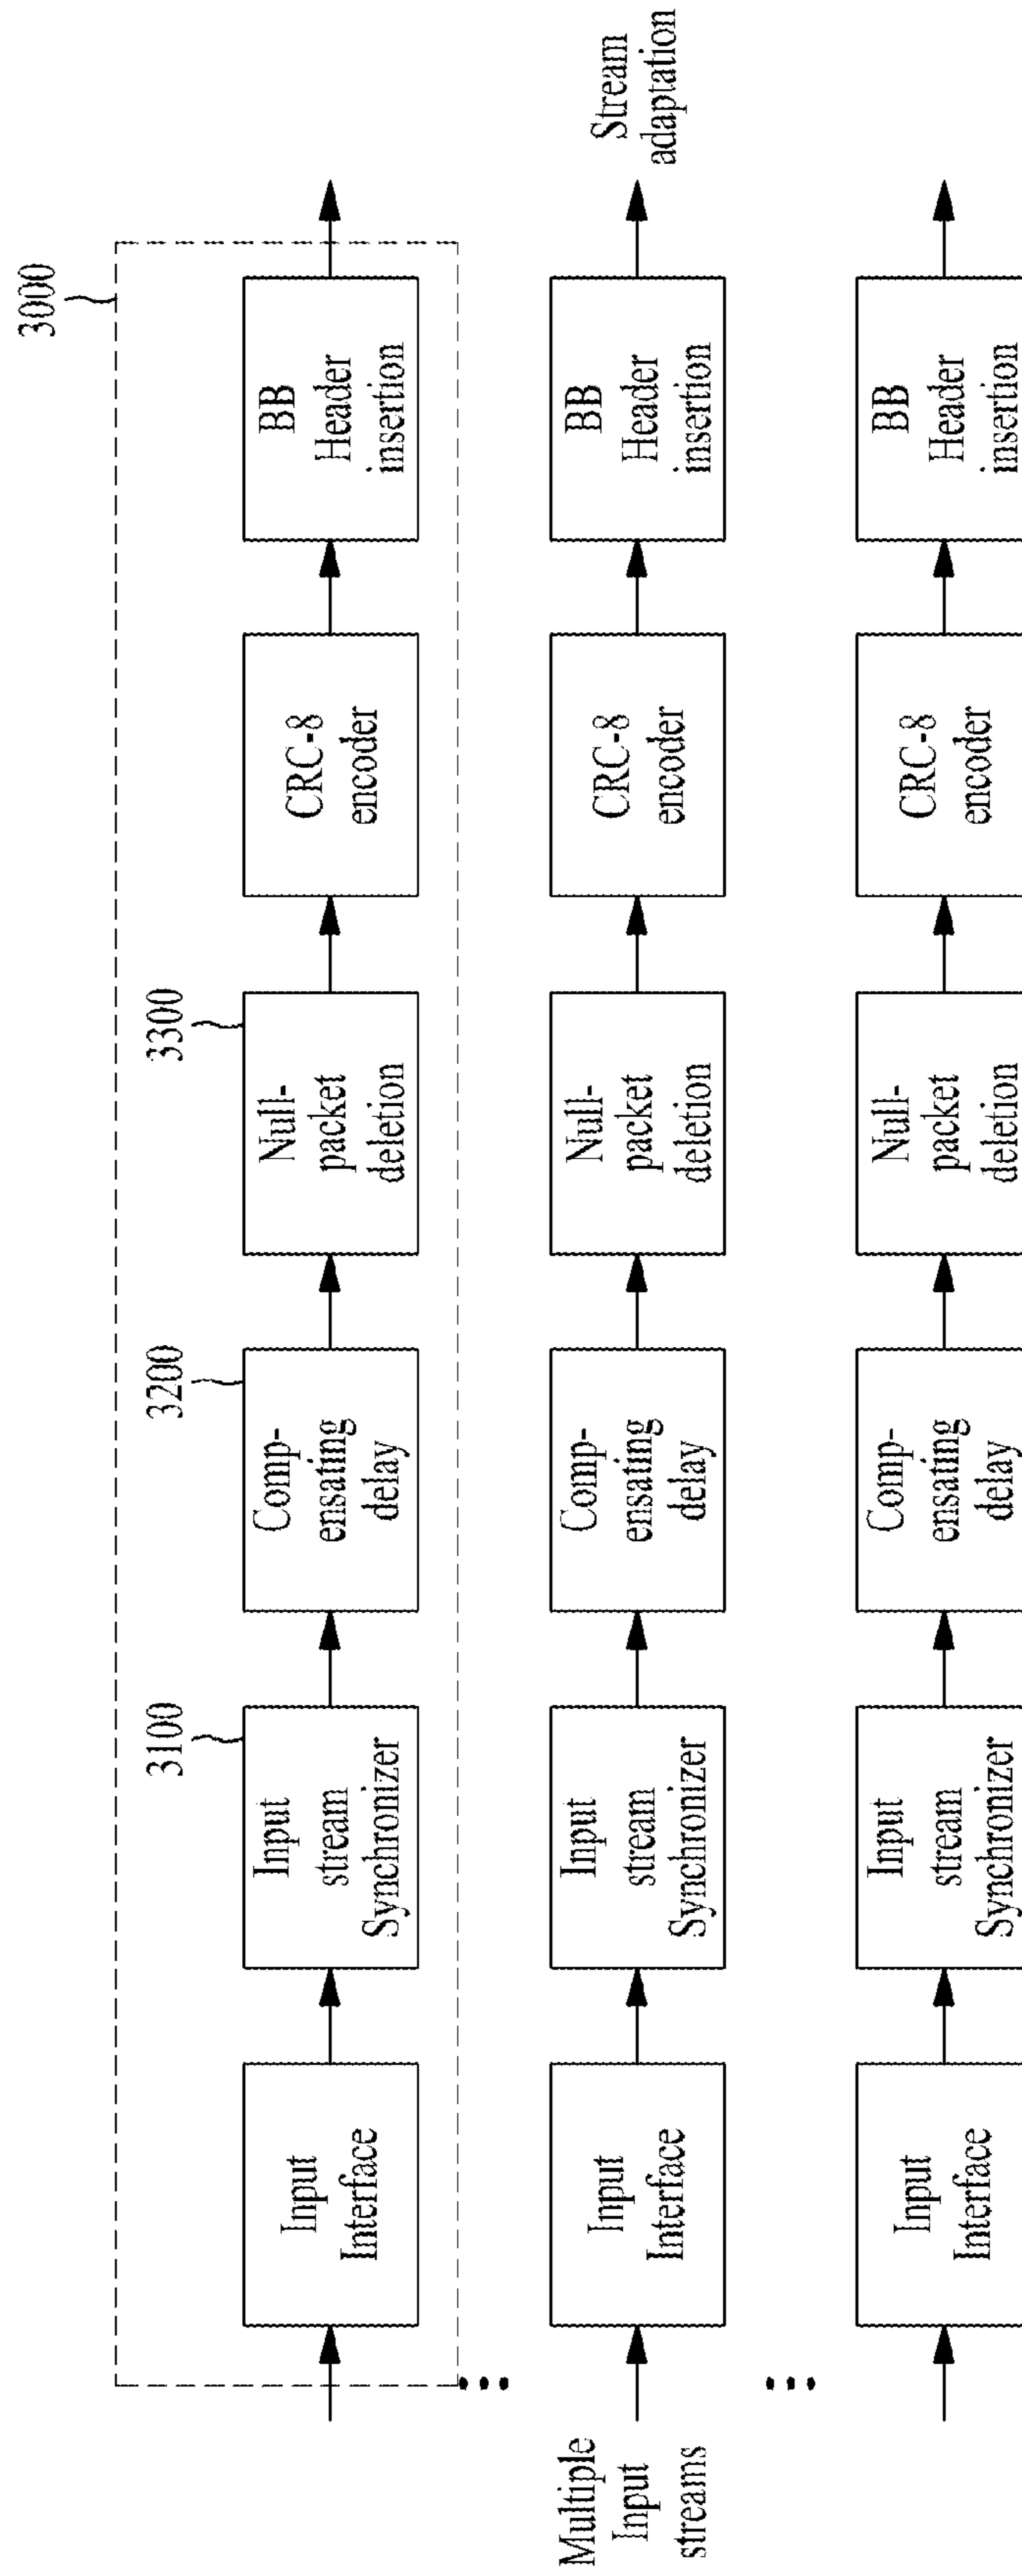 3000
3100
3200
3300
Input
Interface
Input
stream
Synchronizer
Comp-
ensating
delay
Null-
packet
deletion
CRC-8
encoder
BB
Header
insertion
Multiple
Input
streams
Input
Interface
Input
stream
Synchronizer
Comp-
ensating
delay
Null-
packet
deletion
CRC-8
encoder
BB
Header
insertion
Stream
adaptation
Input
Interface
Input
stream
Synchronizer
Comp-
ensating
delay
Null-
packet
deletion
CRC-8
encoder
BB
Header
insertion